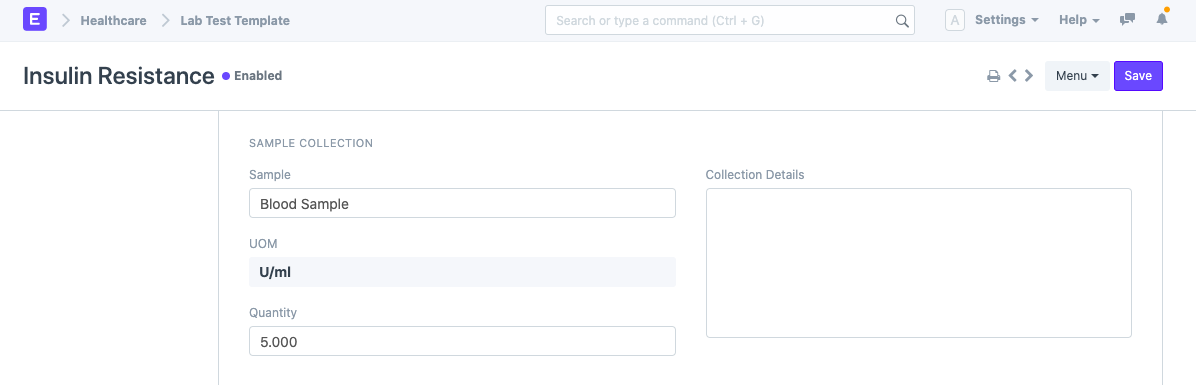 E Healthcare Lab Test Template Search or type a command (Ctrl + G) A Settings Help
Insulin Resistance Enabled Menu Save
SAMPLE COLLECTION
Sample Collection Details
Blood Sample
UOM
U/ml
Quantity
5.000